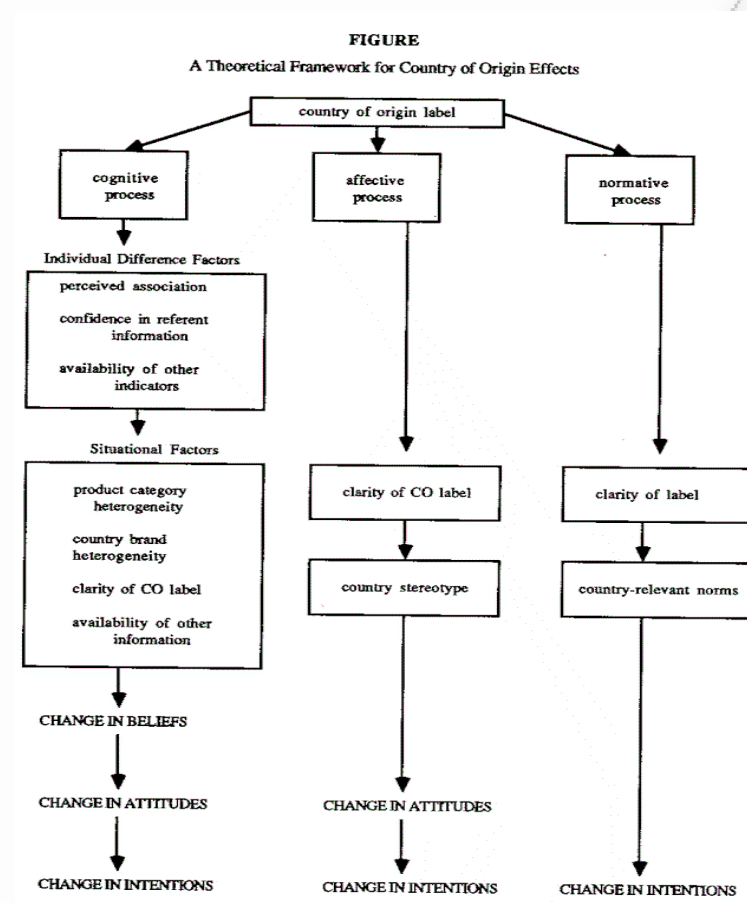 FIGURE
A Theoretical Framework for Country of Origin Effects
country of origin label
cognitive
process
affective
process
normative
process
Individual Difference Factors
perceived association
confidence in referent
information
availability of other
indicators
Situational Factors
product category
heterogeneity
country brand
heterogeneity
clarity of CO label
availability of other
information
clarity of CO label
clarity of label
country stereotype
country-relevant norms
CHANGE IN BELIEFS
CHANGE IN ATTITUDES
CHANGE IN ATTITUDES
CHANGE IN INTENTIONS
CHANGE IN INTENTIONS
CHANGE IN INTENTIONS